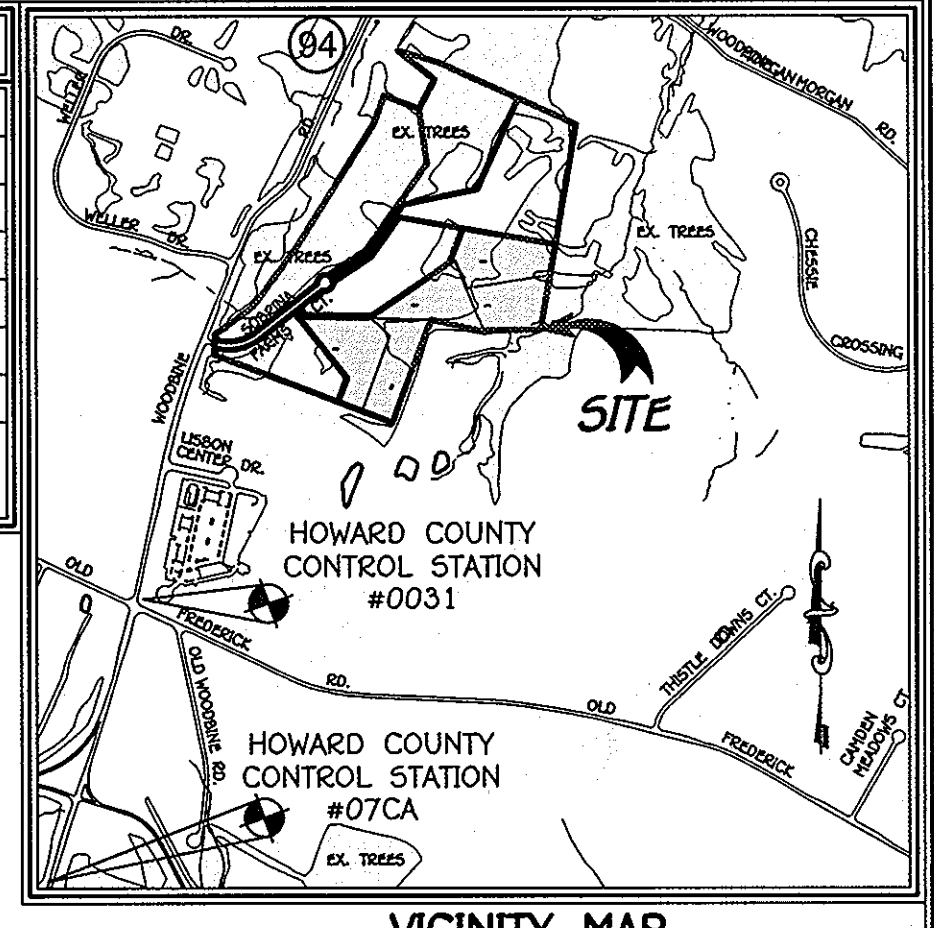 94
WELLER DR.
WELLER DR.
RD.
EX. TREES
WOODBINE MORGAN RD.
EX. TREES
EX. TREES
CHESSIE
CROSSING
SOBRINA
FARMS CT.
WOODBINE
SITE
LISBON
CENTER DR.
HOWARD COUNTY
CONTROL STATION
#0031
OLD
FREDERICK
RD.
OLD
FREDERICK
THISTLE DOWNS CT.
CAMDEN
MEADOWS CT
OLD WOODBINE RD.
HOWARD COUNTY
CONTROL STATION
#07CA
EX. TREES
VICINITY MAP